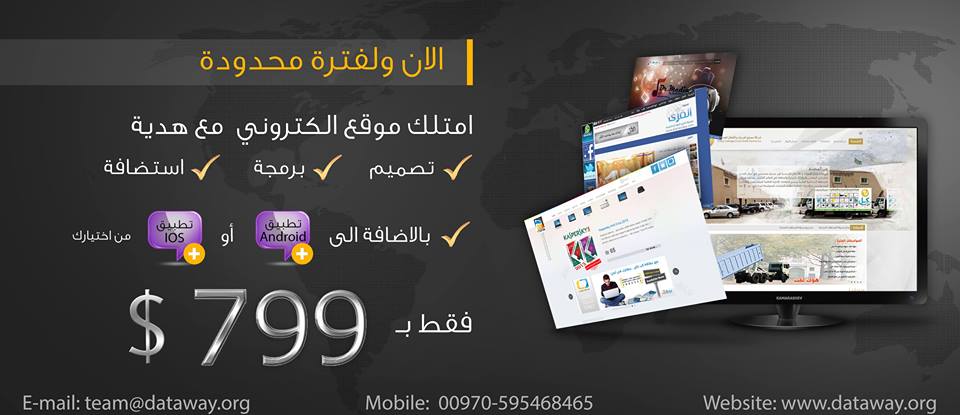 الان ولفترة محدودة
امتلك موقع الكتروني مع هدية
تصميم برمجة استضافة
بالاضافة الى تطبيق Android أو تطبيق IOS من اختيارك
فقط بـ 799 $
E-mail: team@dataway.org Mobile: 00970-595468465 Website: www.dataway.org
KASPERSKY